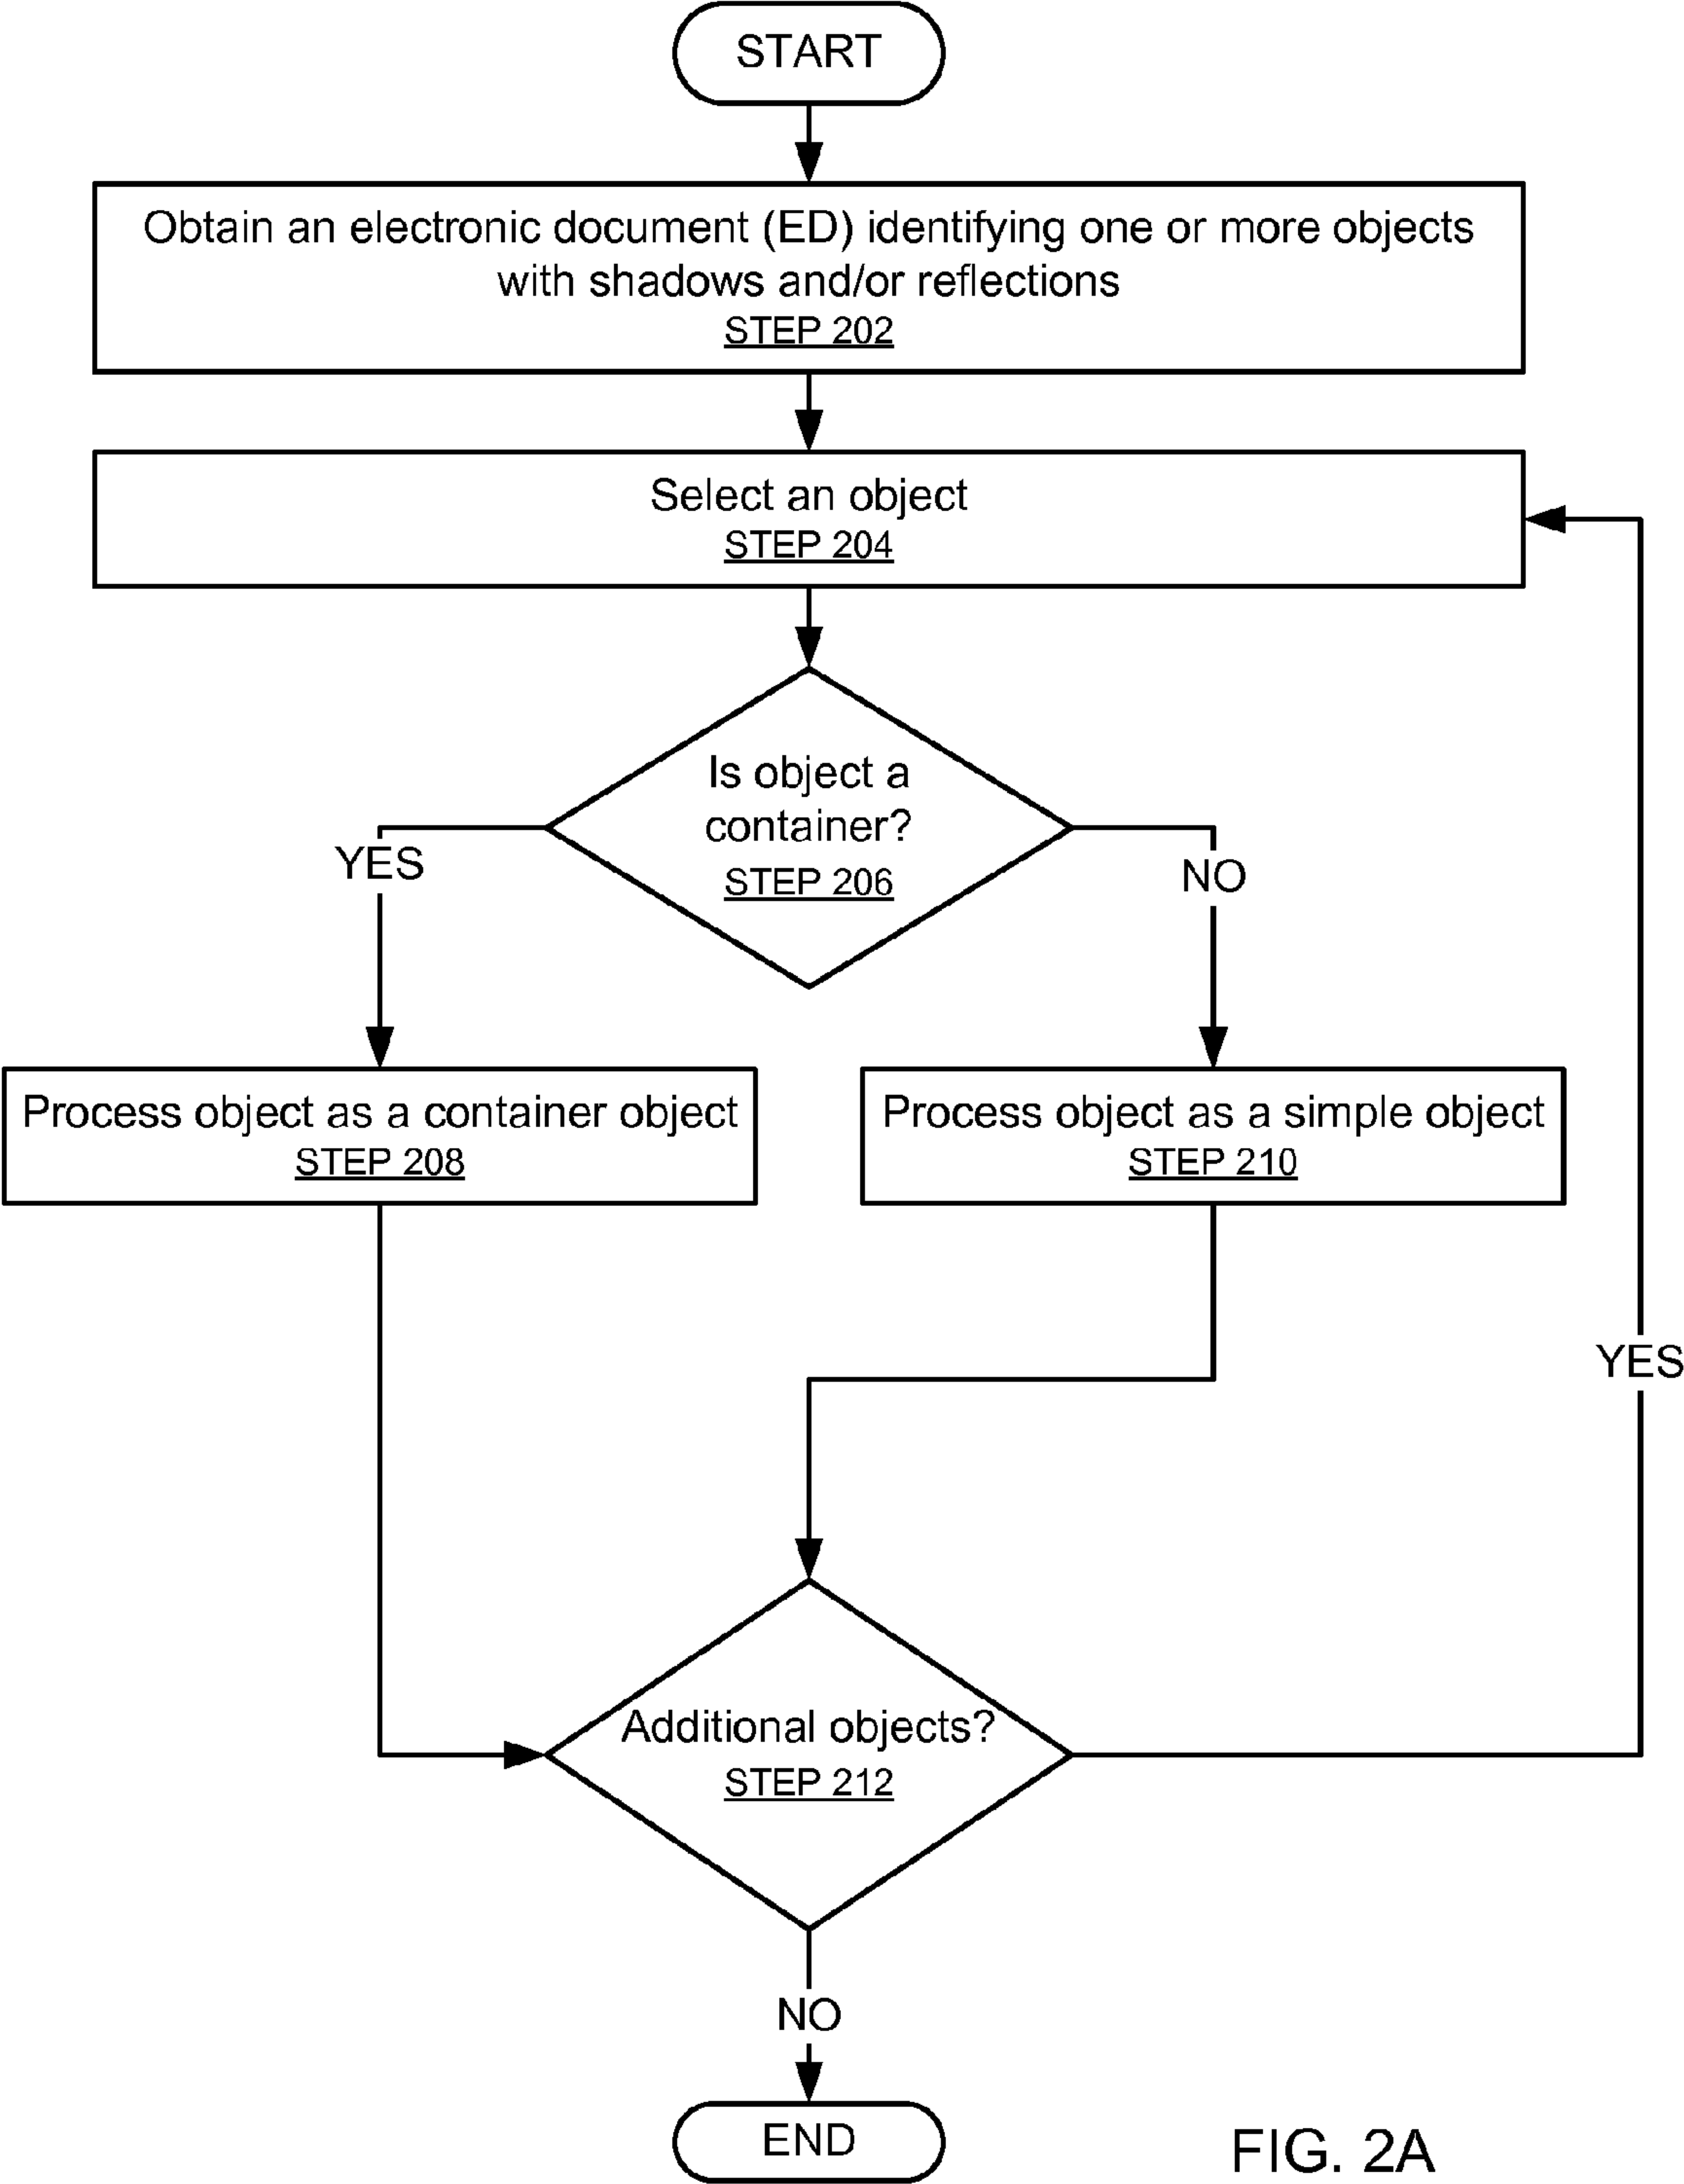 START
Obtain an electronic document (ED) identifying one or more objects
with shadows and/or reflections
STEP 202
Select an object
STEP 204
Is object a
container?
STEP 206
YES
NO
Process object as a container object
STEP 208
Process object as a simple object
STEP 210
YES
Additional objects?
STEP 212
NO
END
FIG. 2A